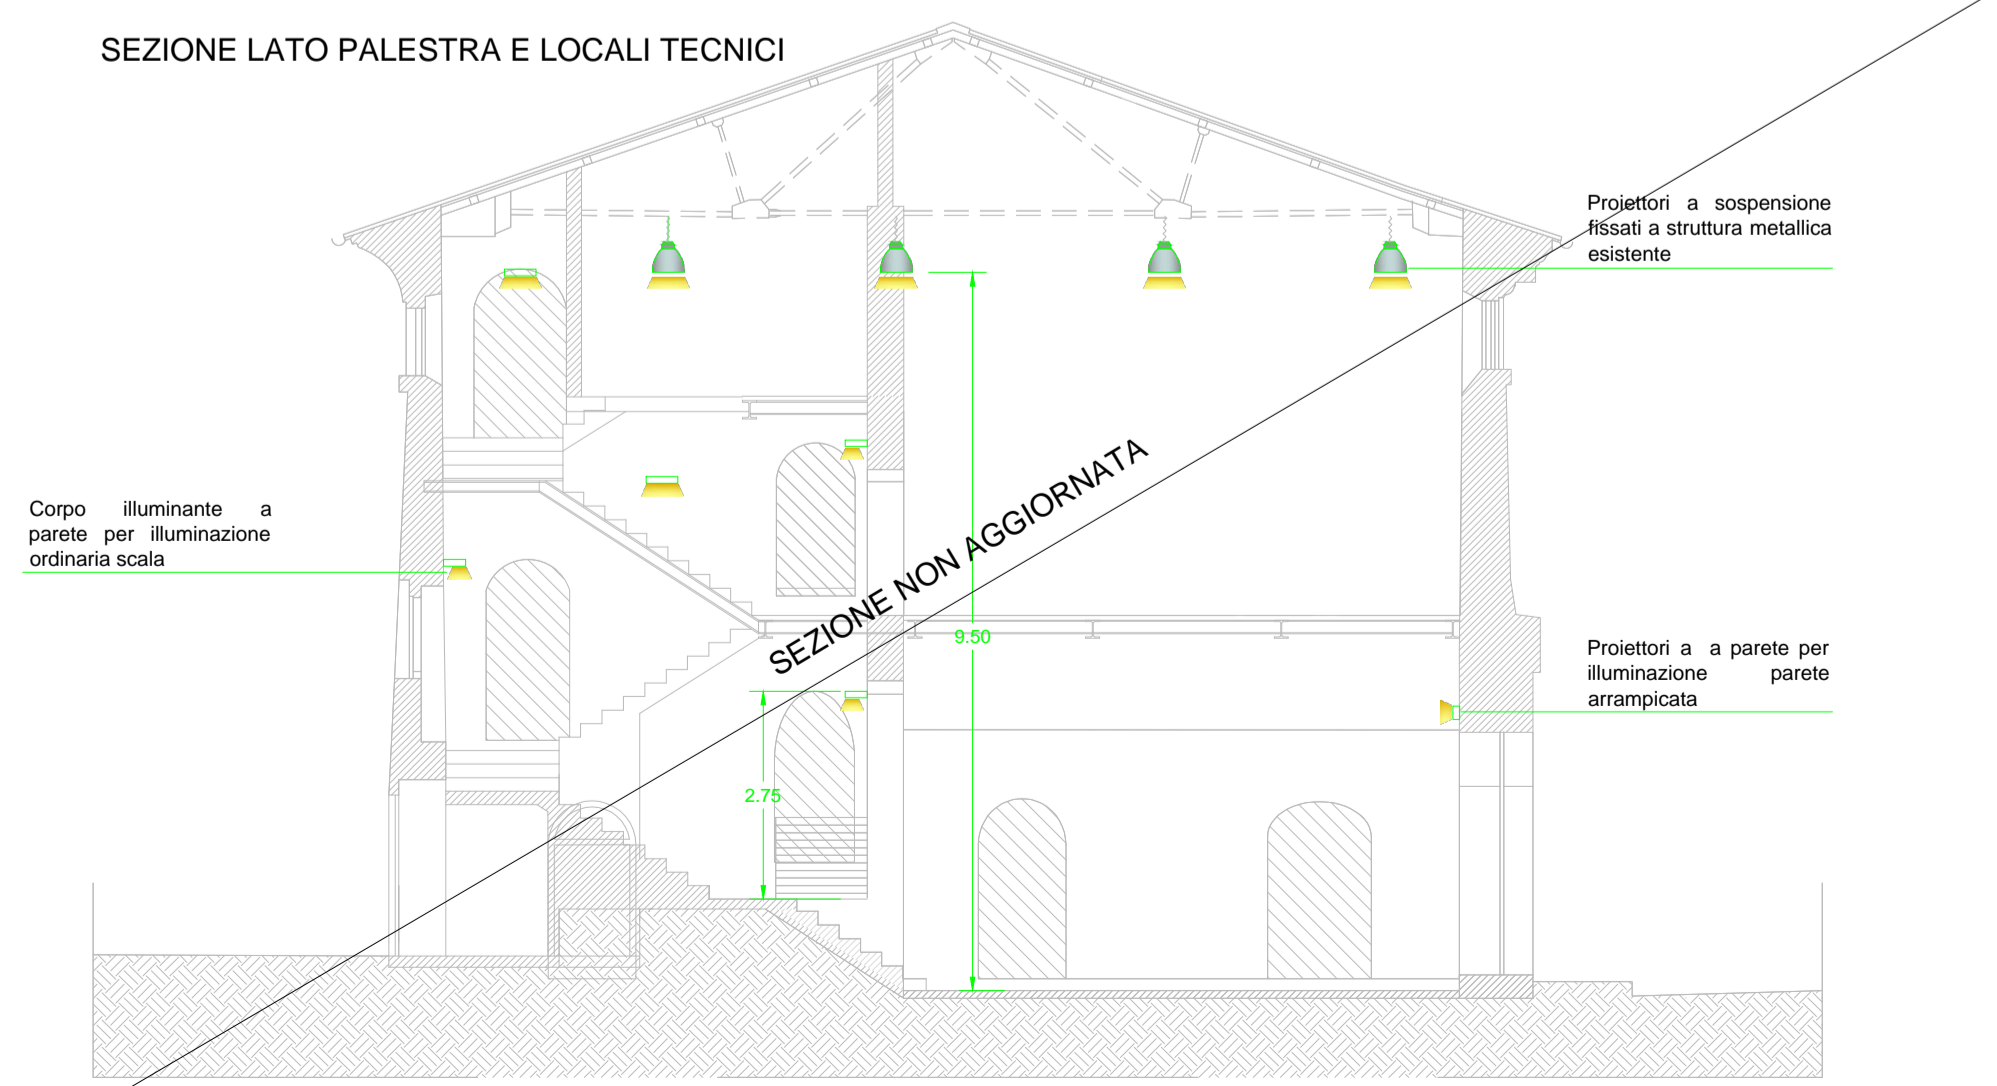 SEZIONE LATO PALESTRA E LOCALI TECNICI
Proiettori a sospensione
fissati a struttura metallica
esistente
Corpo illuminante a
parete per illuminazione
ordinaria scala
SEZIONE NON AGGIORNATA
9.50
Proiettori a a parete per
illuminazione parete
arrampicata
2.75